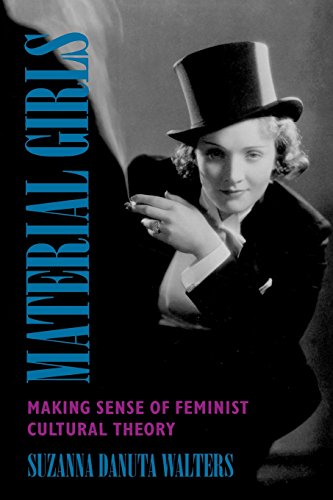 MATERIAL GIRLS
MAKING SENSE OF FEMINIST
CULTURAL THEORY
SUZANNA DANUTA WALTERS